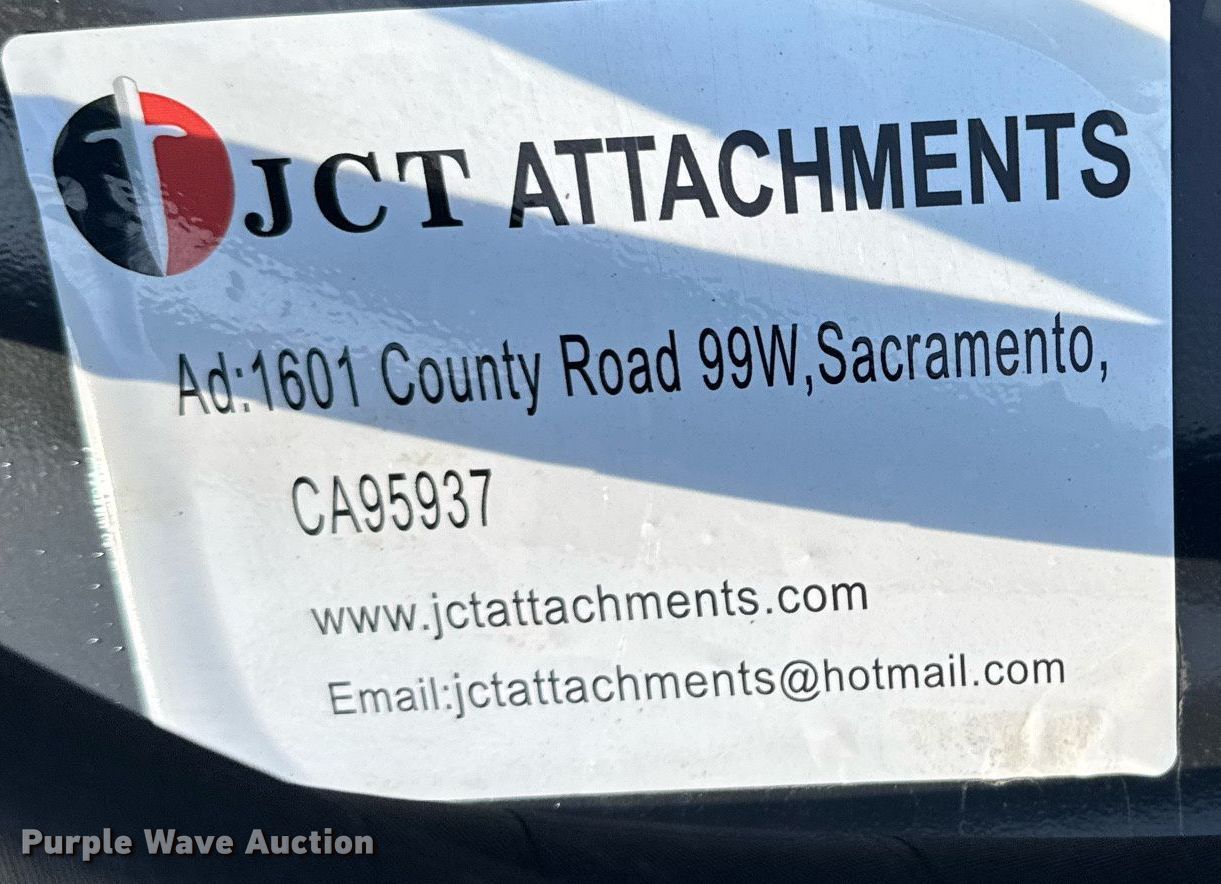 JCT ATTACHMENTS
Ad:1601 County Road 99W,Sacramento,
CA95937
www.jctattachments.com
Email:jctattachments@hotmail.com
Purple Wave Auction